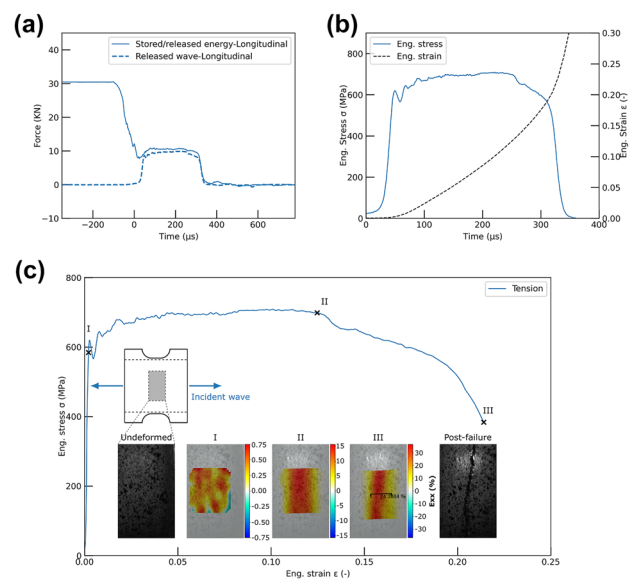 (a)
(b)
Stored/released energy-Longitudinal
Released wave-Longitudinal
Force (KN)
40
30
20
10
0
−10
−200
0
200
400
600
Time (μs)
Eng. stress
Eng. strain
Eng. Stress σ (MPa)
800
600
400
200
0
0.30
0.25
0.20
0.15
0.10
0.05
0.00
Eng. Strain ε (-)
0
100
200
300
400
Time (μs)
(c)
Tension
Eng. stress σ (MPa)
800
600
400
200
0
I
II
III
Incident wave
Undeformed
I
II
III
Post-failure
0.75
0.50
0.25
0.00
−0.25
−0.50
−0.75
15
10
5
0
−5
−10
−15
30
20
10
0
−10
−20
−30
Exx (%)
0.00
0.05
0.10
0.15
0.20
0.25
Eng. strain ε (-)